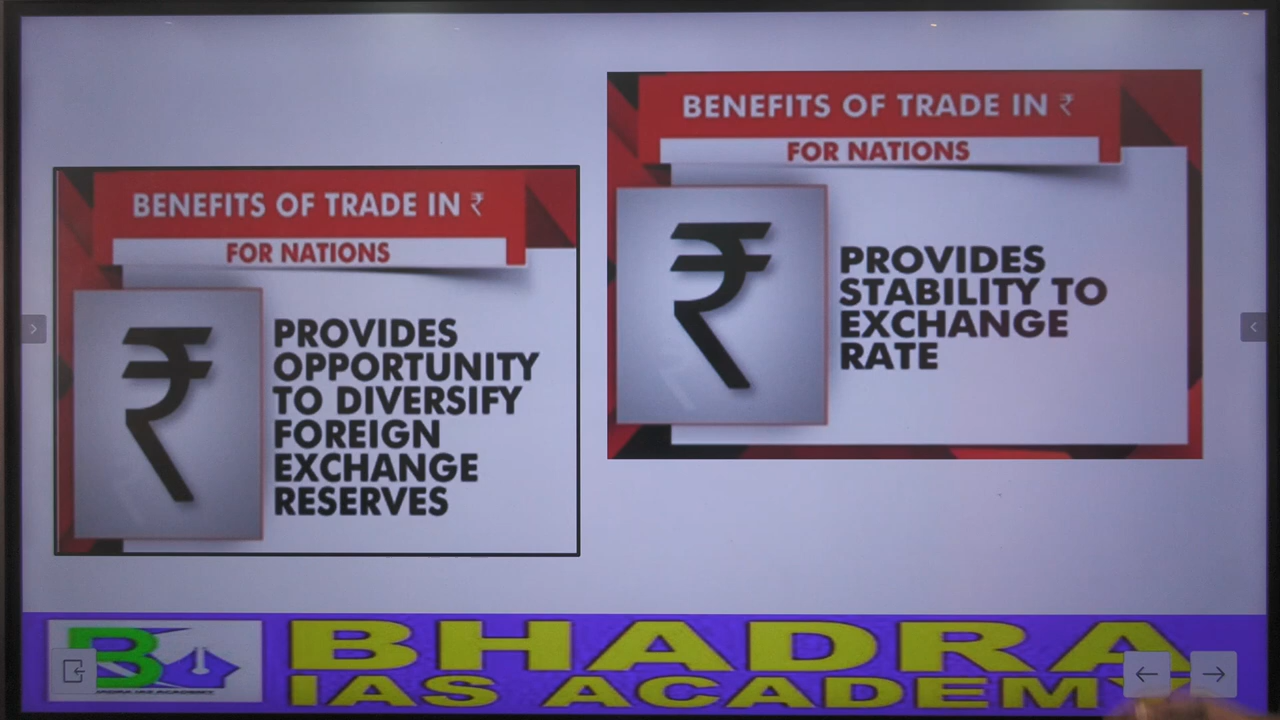 BENEFITS OF TRADE IN ₹
FOR NATIONS
₹
PROVIDES
OPPORTUNITY
TO DIVERSIFY
FOREIGN
EXCHANGE
RESERVES
BENEFITS OF TRADE IN ₹
FOR NATIONS
₹
PROVIDES
STABILITY TO
EXCHANGE
RATE
BHADRA
IAS ACADEMY